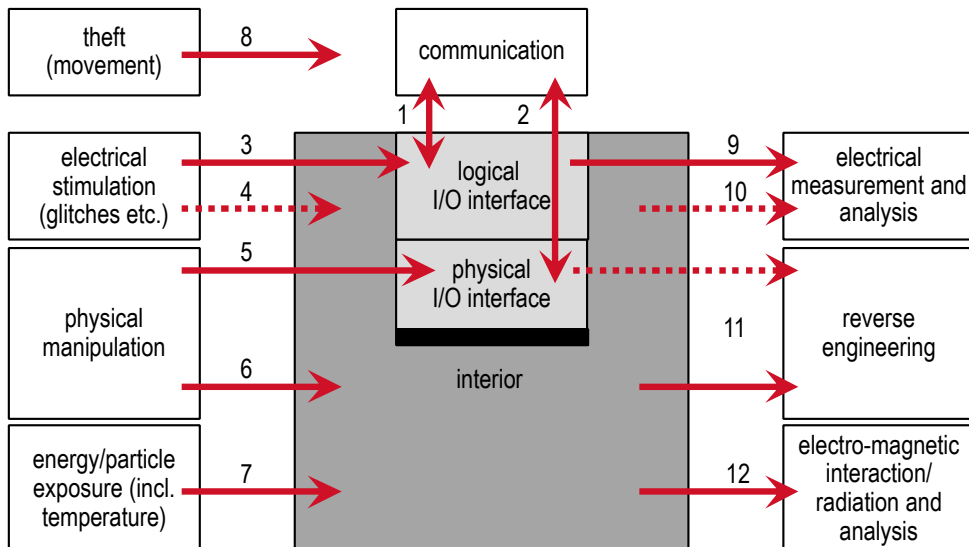 theft
(movement)
8
communication
1
2
electrical
stimulation
(glitches etc.)
3
4
logical
I/O interface
9
10
electrical
measurement and
analysis
physical
manipulation
5
6
physical
I/O interface
interior
11
reverse
engineering
energy/particle
exposure (incl.
temperature)
7
12
electro-magnetic
interaction/
radiation and
analysis